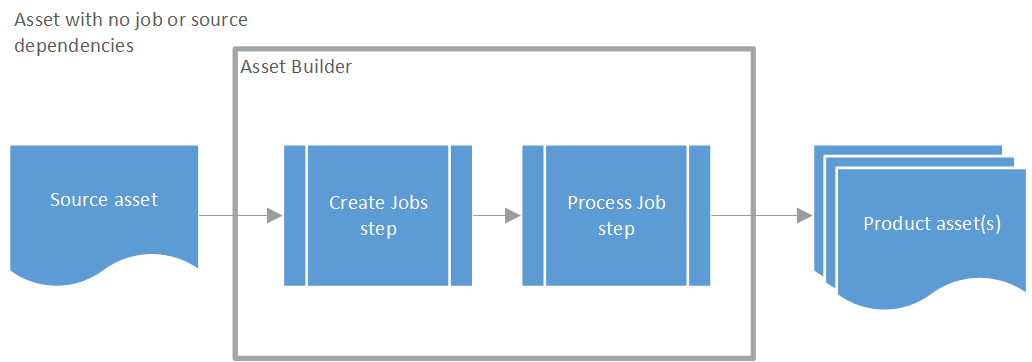 Asset with no job or source
dependencies
Asset Builder
Source asset
Create Jobs
step
Process Job
step
Product asset(s)